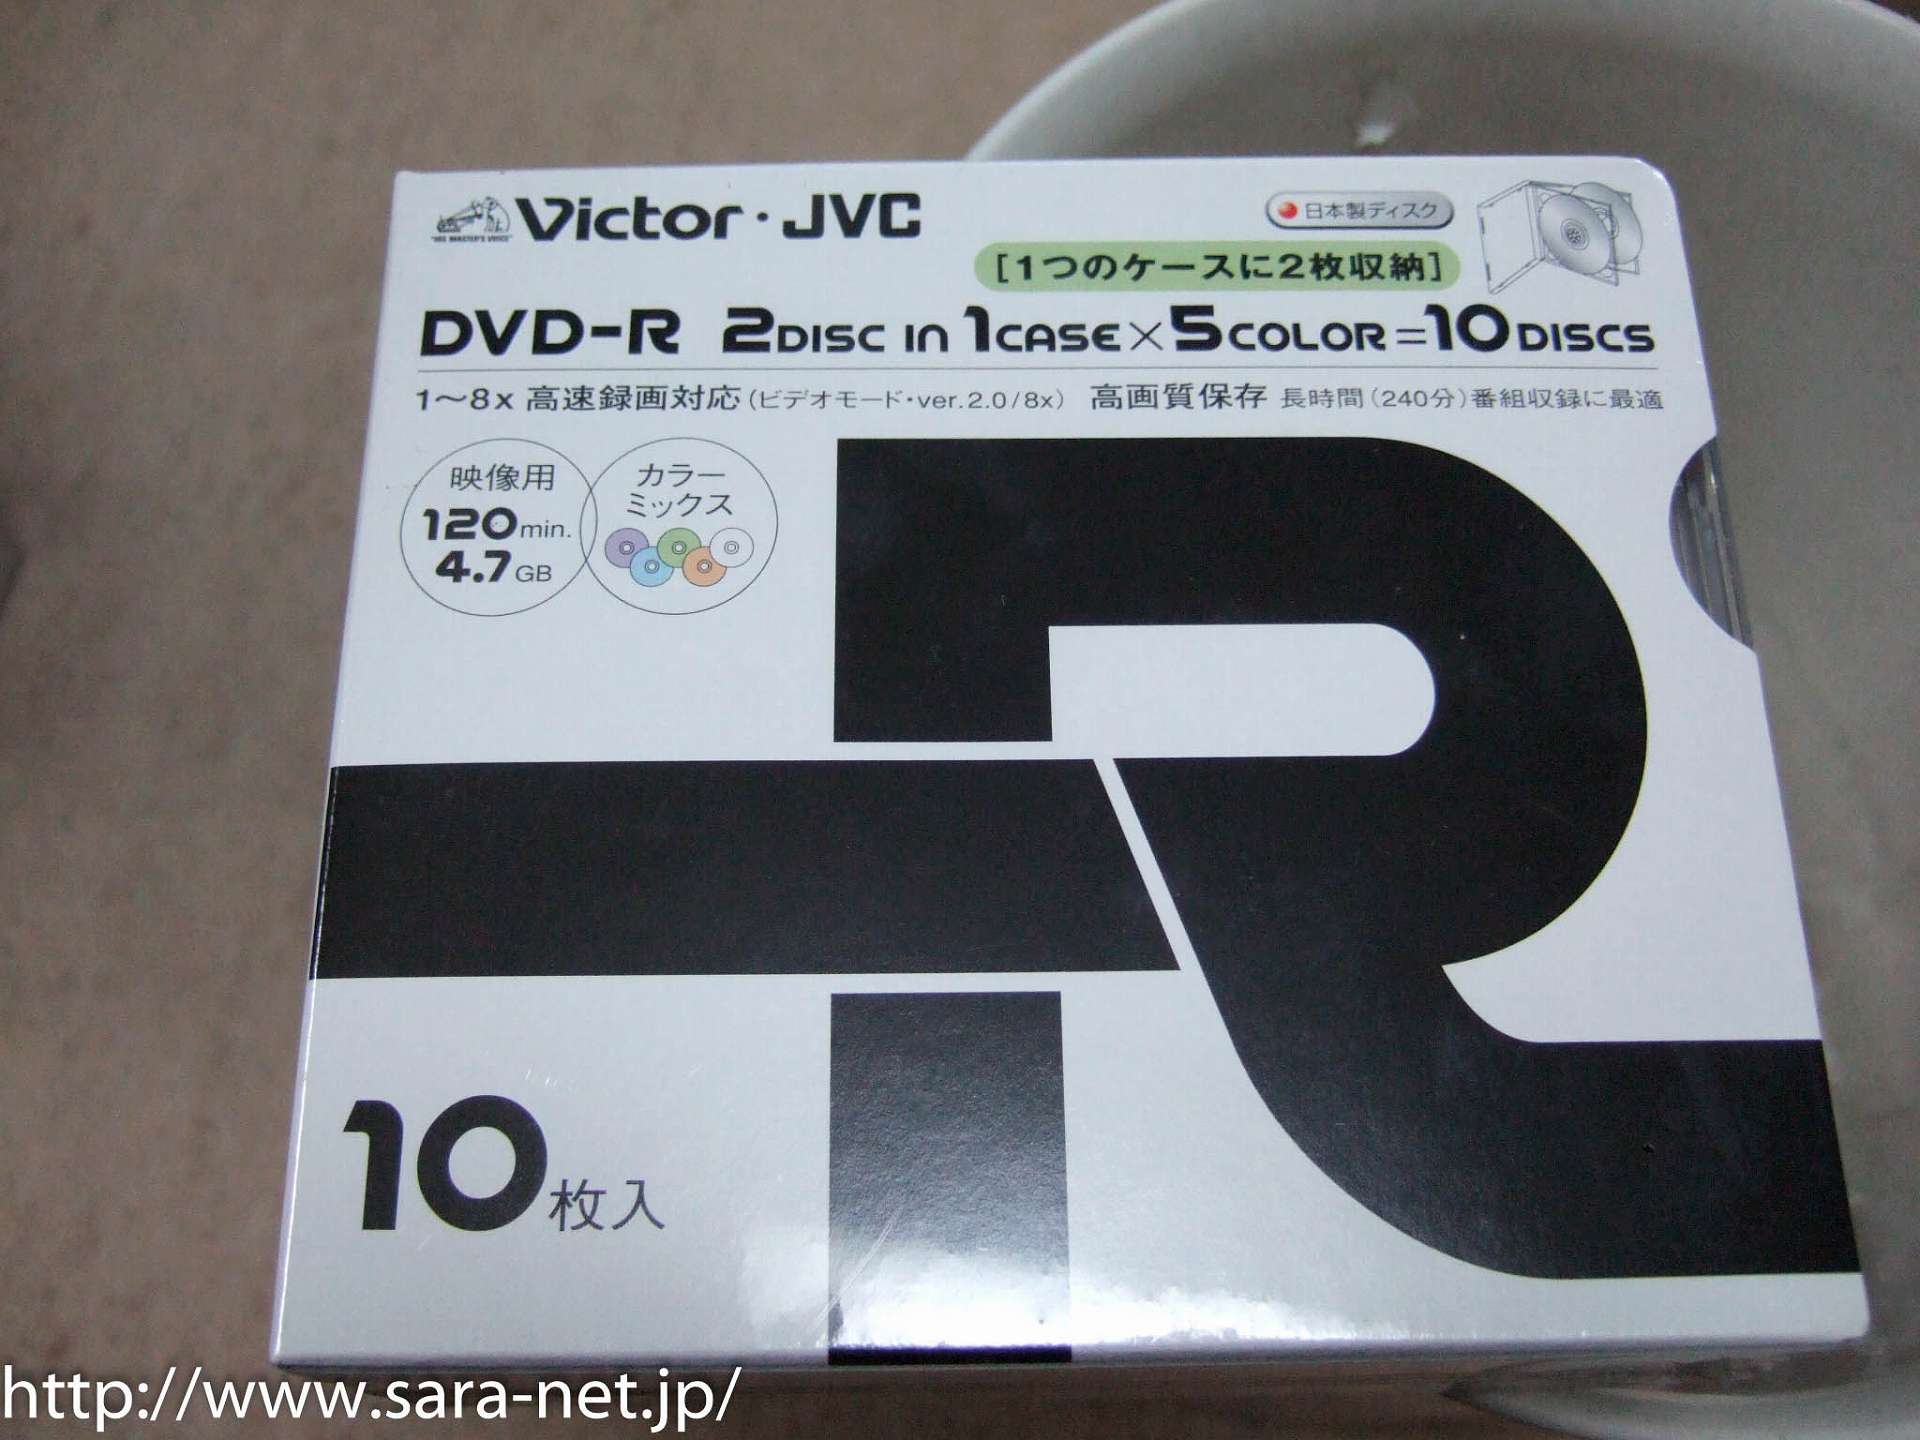 "HIS MASTER'S VOICE"
Victor・JVC
日本製ディスク
[1つのケースに2枚収納]
DVD-R 2DISC IN 1CASE×5COLOR=10DISCS
1〜8x 高速録画対応(ビデオモード・ver.2.0/8x) 高画質保存 長時間(240分)番組収録に最適
映像用
120min.
4.7GB
カラー
ミックス
-R
10枚入
http://www.sara-net.jp/